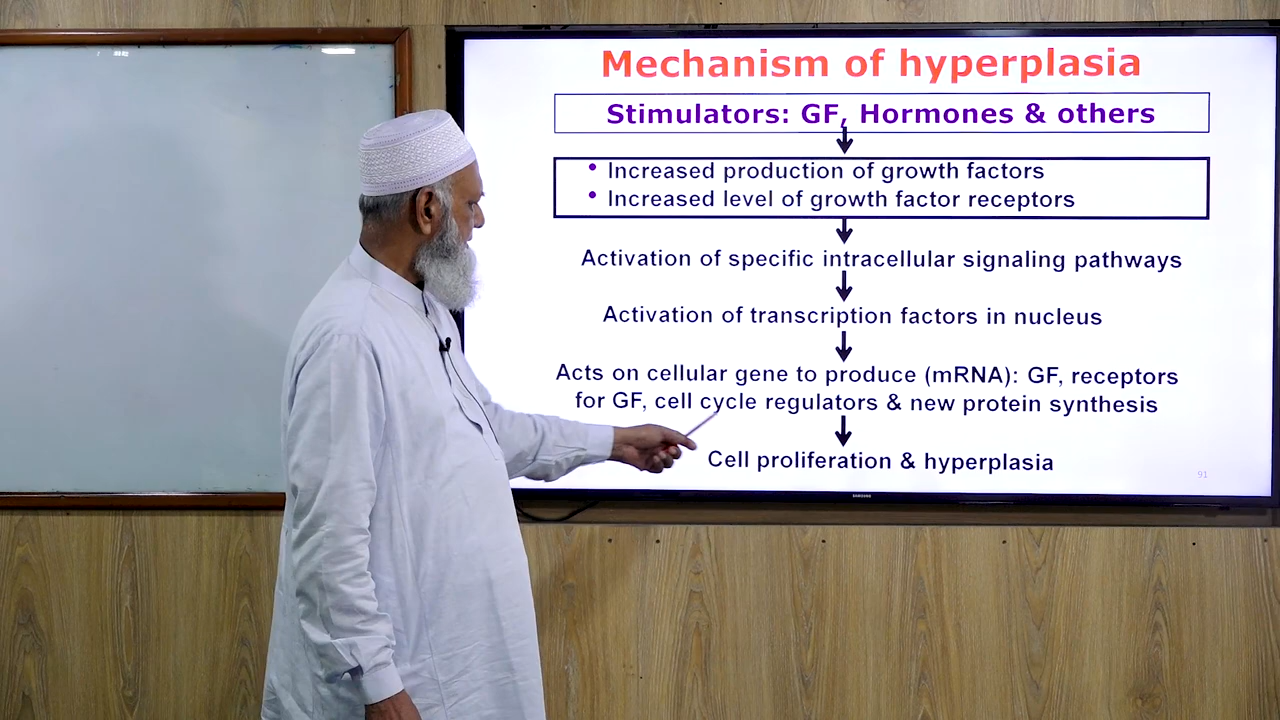 Mechanism of hyperplasia
Stimulators: GF, Hormones & others
• Increased production of growth factors
• Increased level of growth factor receptors
Activation of specific intracellular signaling pathways
Activation of transcription factors in nucleus
Acts on cellular gene to produce (mRNA): GF, receptors
for GF, cell cycle regulators & new protein synthesis
Cell proliferation & hyperplasia
91
SAMSUNG